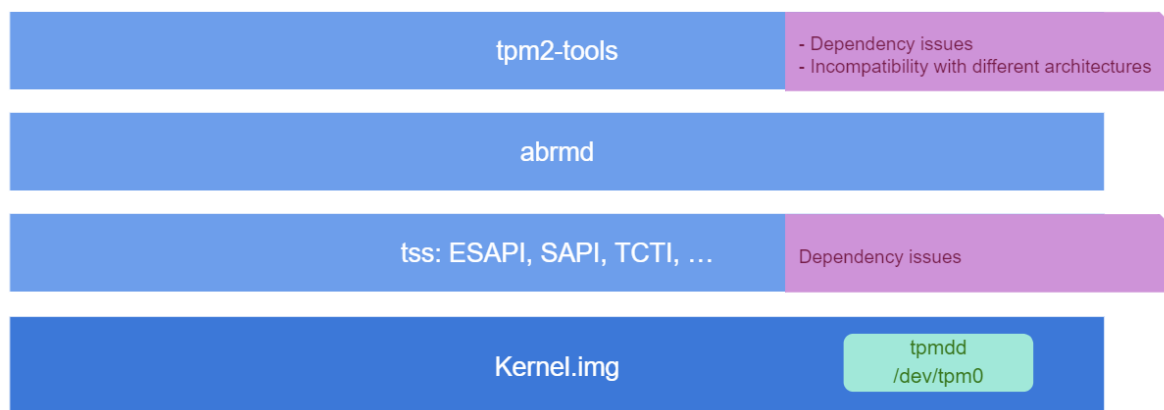 tpm2-tools
- Dependency issues
- Incompatibility with different architectures
abrmd
tss: ESAPI, SAPI, TCTI, …
Dependency issues
Kernel.img
tpmdd
/dev/tpm0